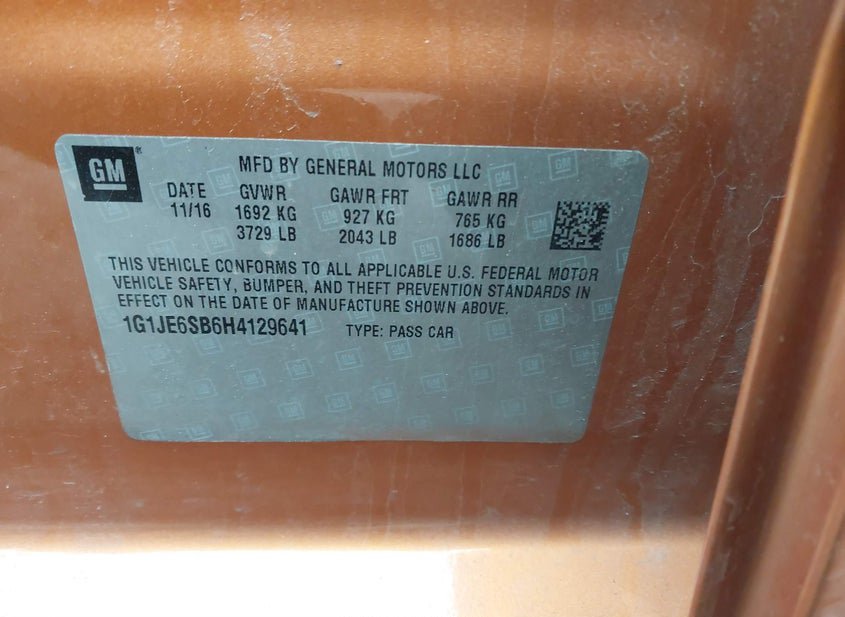 GM® MFD BY GENERAL MOTORS LLC
DATE GVWR GAWR FRT GAWR RR
11/16 1692 KG 927 KG 765 KG
3729 LB 2043 LB 1686 LB
THIS VEHICLE CONFORMS TO ALL APPLICABLE U.S. FEDERAL MOTOR
VEHICLE SAFETY, BUMPER, AND THEFT PREVENTION STANDARDS IN
EFFECT ON THE DATE OF MANUFACTURE SHOWN ABOVE.
1G1JE6SB6H4129641 TYPE: PASS CAR